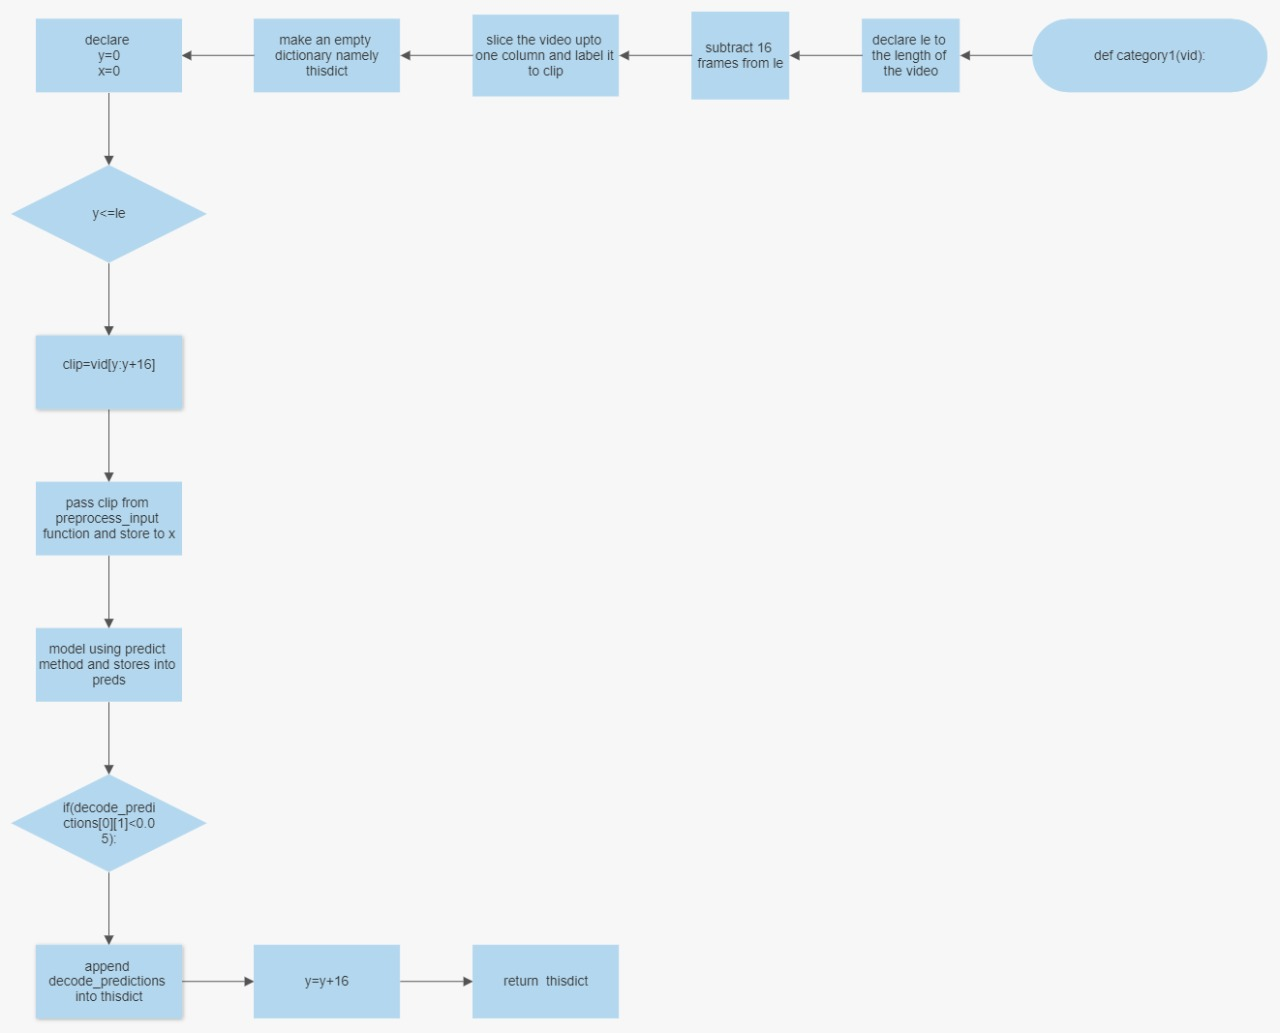 def category1(vid):
declare le to
the length of
the video
subtract 16
frames from le
slice the video upto
one column and label it
to clip
make an empty
dictionary namely
thisdict
declare
y=0
x=0
y<=le
clip=vid[y:y+16]
pass clip from
preprocess_input
function and store to x
model using predict
method and stores into
preds
if(decode_predi
ctions[0][1]<0.0
5):
append
decode_predictions
into thisdict
y=y+16
return  thisdict